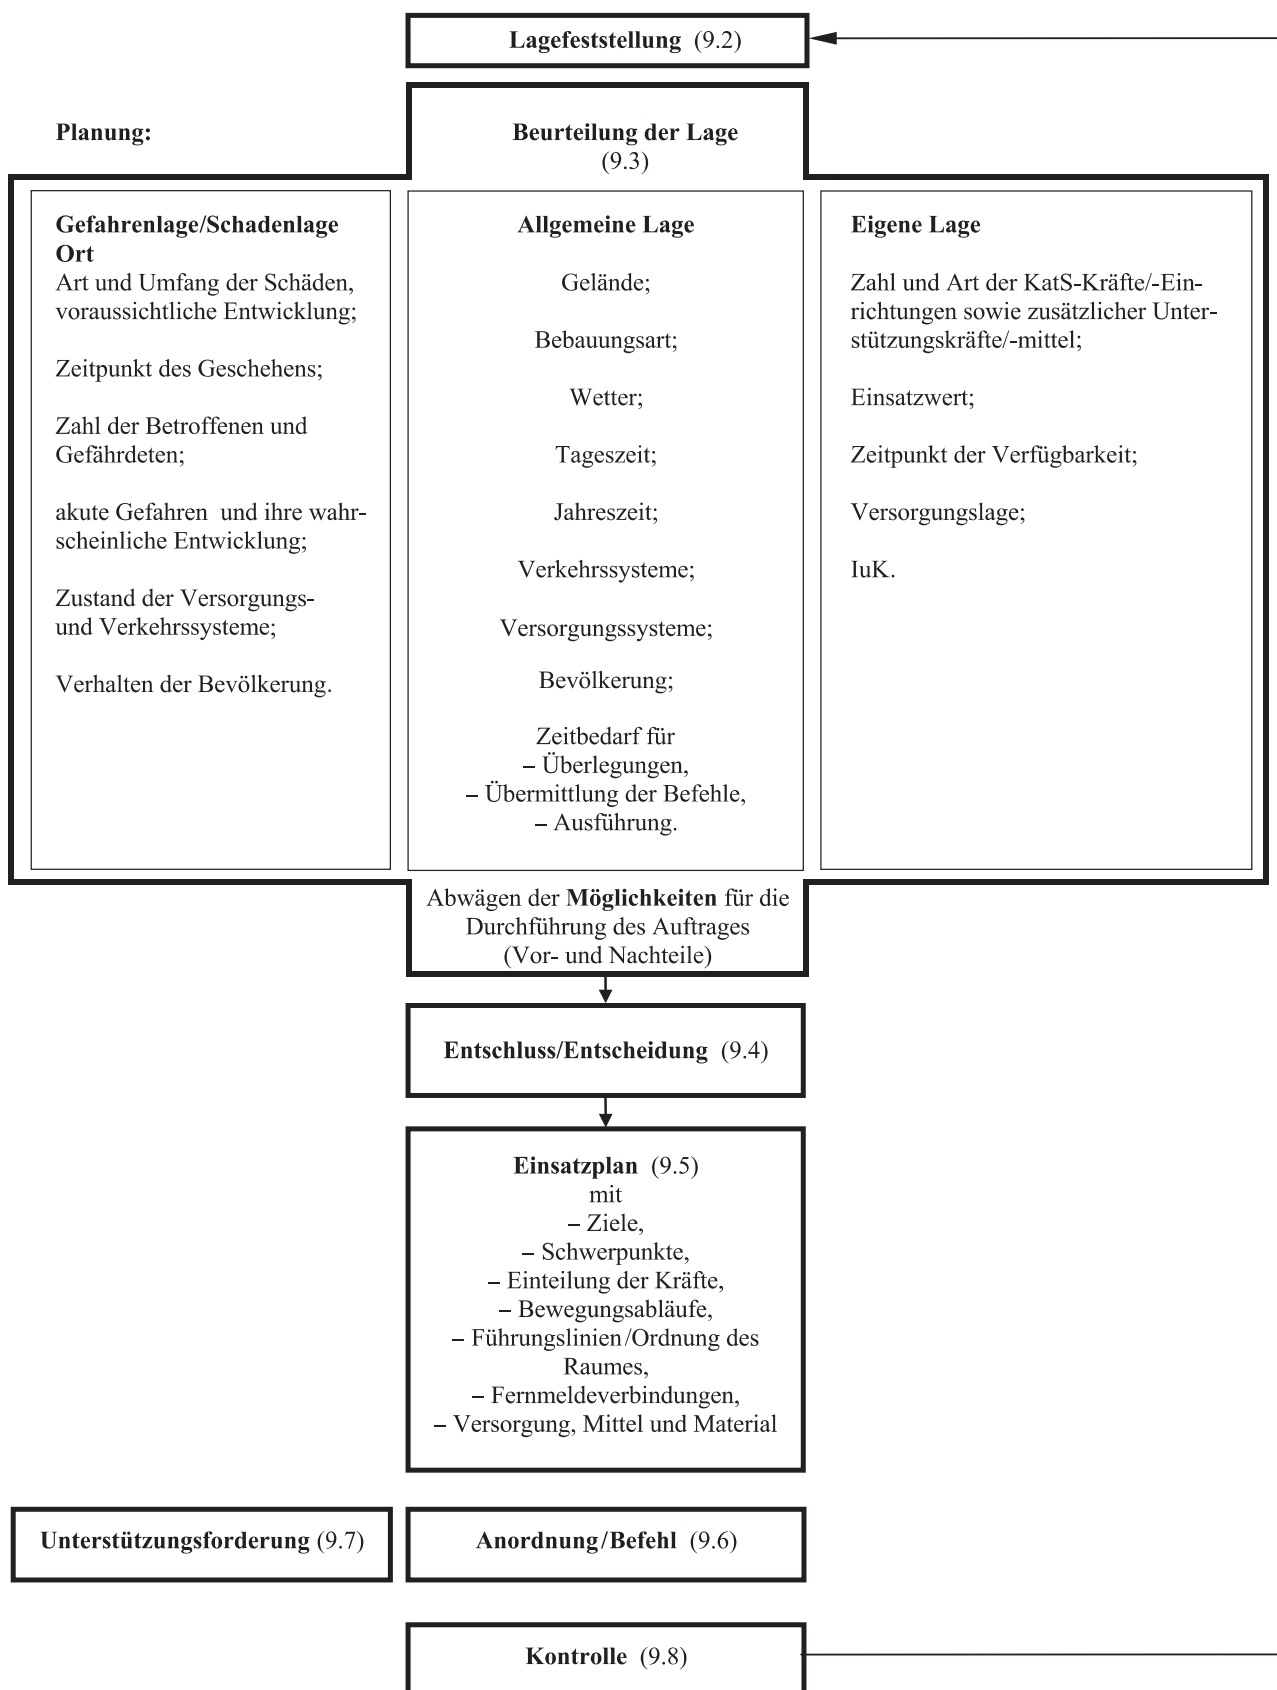 Lagefeststellung (9.2)
Planung:
Beurteilung der Lage
(9.3)
Gefahrenlage/Schadenlage
Ort
Art und Umfang der Schäden,
voraussichtliche Entwicklung;
Zeitpunkt des Geschehens;
Zahl der Betroffenen und
Gefährdeten;
akute Gefahren und ihre wahr-
scheinliche Entwicklung;
Zustand der Versorgungs-
und Verkehrssysteme;
Verhalten der Bevölkerung.
Allgemeine Lage
Gelände;
Bebauungsart;
Wetter;
Tageszeit;
Jahreszeit;
Verkehrssysteme;
Versorgungssysteme;
Bevölkerung;
Zeitbedarf für
– Überlegungen,
– Übermittlung der Befehle,
– Ausführung.
Eigene Lage
Zahl und Art der KatS-Kräfte/-Ein-
richtungen sowie zusätzlicher Unter-
stützungskräfte/-mittel;
Einsatzwert;
Zeitpunkt der Verfügbarkeit;
Versorgungslage;
IuK.
Abwägen der Möglichkeiten für die
Durchführung des Auftrages
(Vor- und Nachteile)
Entschluss/Entscheidung (9.4)
Einsatzplan (9.5)
mit
– Ziele,
– Schwerpunkte,
– Einteilung der Kräfte,
– Bewegungsabläufe,
– Führungslinien/Ordnung des
Raumes,
– Fernmeldeverbindungen,
– Versorgung, Mittel und Material
Unterstützungsforderung (9.7)
Anordnung/Befehl (9.6)
Kontrolle (9.8)